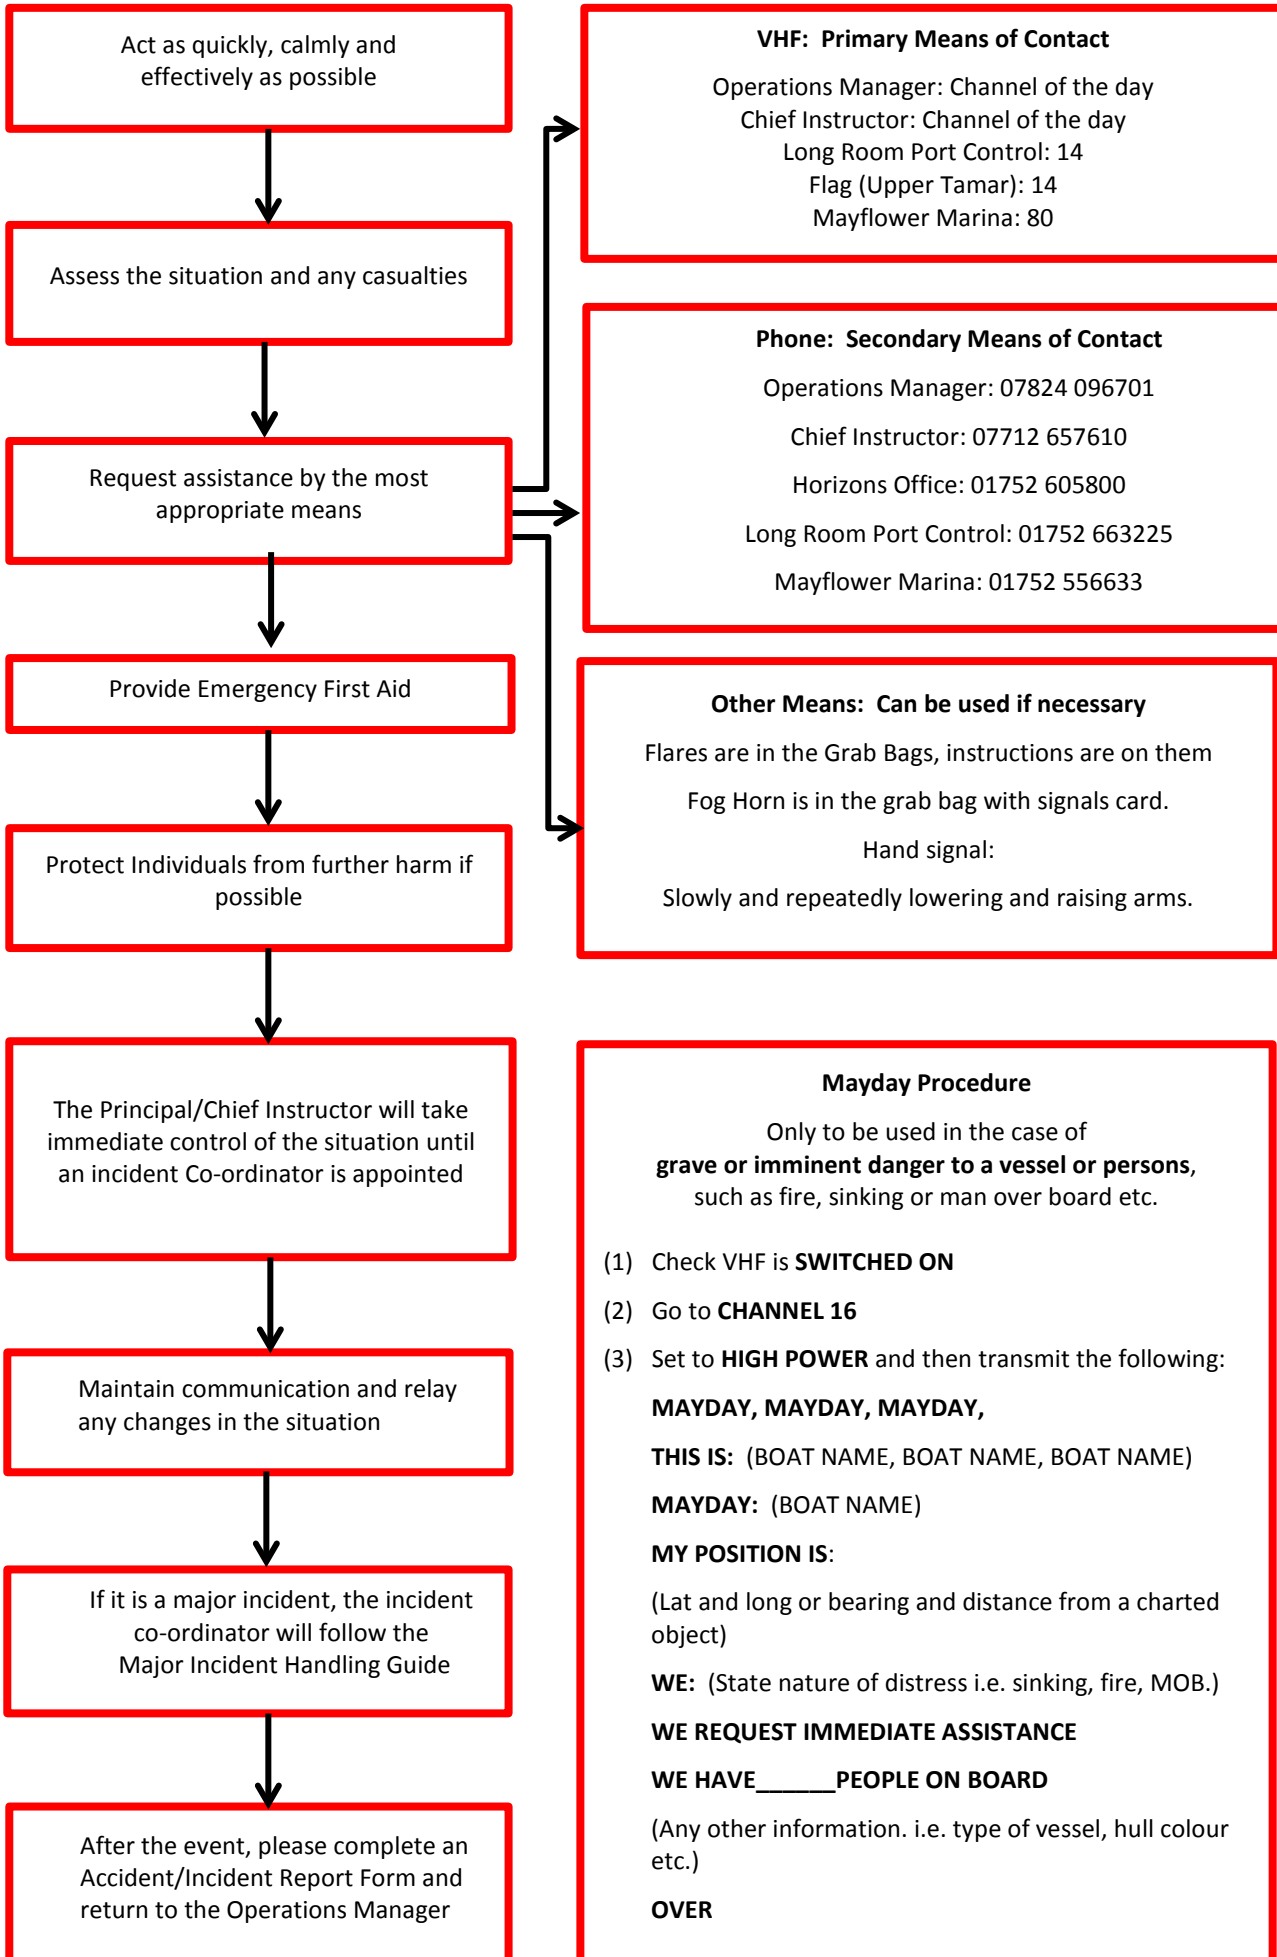 Act as quickly, calmly and
effectively as possible
Assess the situation and any casualties
Request assistance by the most
appropriate means
Provide Emergency First Aid
Protect Individuals from further harm if
possible
The Principal/Chief Instructor will take
immediate control of the situation until
an incident Co-ordinator is appointed
Maintain communication and relay
any changes in the situation
If it is a major incident, the incident
co-ordinator will follow the
Major Incident Handling Guide
After the event, please complete an
Accident/Incident Report Form and
return to the Operations Manager
VHF:  Primary Means of Contact
Operations Manager: Channel of the day
Chief Instructor: Channel of the day
Long Room Port Control: 14
Flag (Upper Tamar): 14
Mayflower Marina: 80
Phone:  Secondary Means of Contact
Operations Manager: 07824 096701
Chief Instructor: 07712 657610
Horizons Office: 01752 605800
Long Room Port Control: 01752 663225
Mayflower Marina: 01752 556633
Other Means:  Can be used if necessary
Flares are in the Grab Bags, instructions are on them
Fog Horn is in the grab bag with signals card.
Hand signal:
Slowly and repeatedly lowering and raising arms.
Mayday Procedure
Only to be used in the case of
grave or imminent danger to a vessel or persons,
such as fire, sinking or man over board etc.
(1) Check VHF is SWITCHED ON
(2) Go to CHANNEL 16
(3) Set to HIGH POWER and then transmit the following:
MAYDAY, MAYDAY, MAYDAY,
THIS IS:  (BOAT NAME, BOAT NAME, BOAT NAME)
MAYDAY:  (BOAT NAME)
MY POSITION IS:
(Lat and long or bearing and distance from a charted
object)
WE:  (State nature of distress i.e. sinking, fire, MOB.)
WE REQUEST IMMEDIATE ASSISTANCE
WE HAVE______PEOPLE ON BOARD
(Any other information. i.e. type of vessel, hull colour
etc.)
OVER